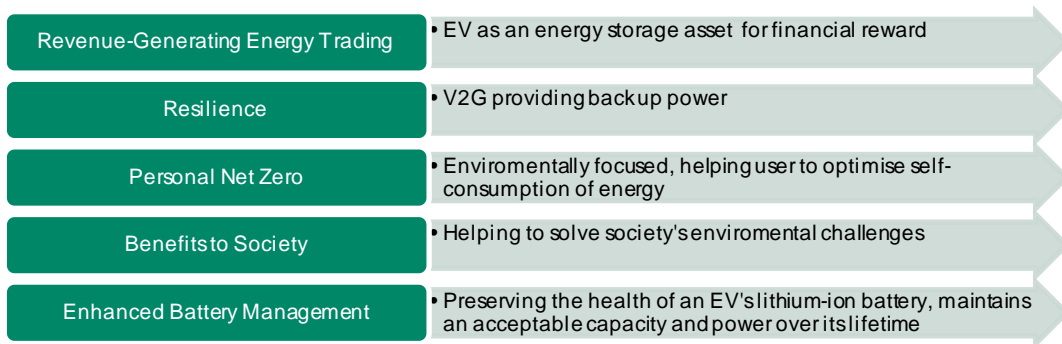 Revenue-Generating Energy Trading
• EV as an energy storage asset for financial reward
Resilience
• V2G providing backup power
Personal Net Zero
• Enviromentally focused, helping user to optimise self-
consumption of energy
Benefits to Society
• Helping to solve society's enviromental challenges
Enhanced Battery Management
• Preserving the health of an EV's lithium-ion battery, maintains
an acceptable capacity and power over its lifetime